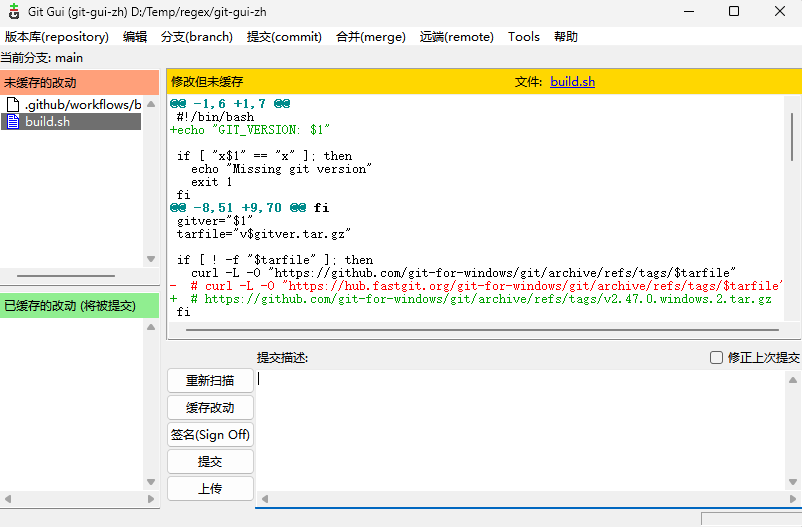 Git Gui (git-gui-zh) D:/Temp/regex/git-gui-zh
版本库(repository) 编辑 分支(branch) 提交(commit) 合并(merge) 远端(remote) Tools 帮助
当前分支: main
未缓存的改动
.github/workflows/b
build.sh
已缓存的改动 (将被提交)
修改但未缓存 文件: build.sh
@@ -1,6 +1,7 @@
 #!/bin/bash
+echo "GIT_VERSION: $1"

 if [ "x$1" == "x" ]; then
   echo "Missing git version"
   exit 1
 fi
@@ -8,51 +9,70 @@ fi
 gitver="$1"
 tarfile="v$gitver.tar.gz"

 if [ ! -f "$tarfile" ]; then
   curl -L -O "https://github.com/git-for-windows/git/archive/refs/tags/$tarfile"
-  # curl -L -O "https://hub.fastgit.org/git-for-windows/git/archive/refs/tags/$tarfile"
+  # https://github.com/git-for-windows/git/archive/refs/tags/v2.47.0.windows.2.tar.gz
 fi
提交描述: 修正上次提交
重新扫描
缓存改动
签名(Sign Off)
提交
上传